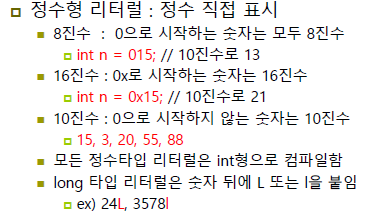 정수형 리터럴 : 정수 직접 표시
8진수 : 0으로 시작하는 숫자는 모두 8진수
int n = 015; // 10진수로 13
16진수 : 0x로 시작하는 숫자는 16진수
int n = 0x15; // 10진수로 21
10진수 : 0으로 시작하지 않는 숫자는 10진수
15, 3, 20, 55, 88
모든 정수타입 리터럴은 int형으로 컴파일함
long 타입 리터럴은 숫자 뒤에 L 또는 l을 붙임
ex) 24L, 3578l